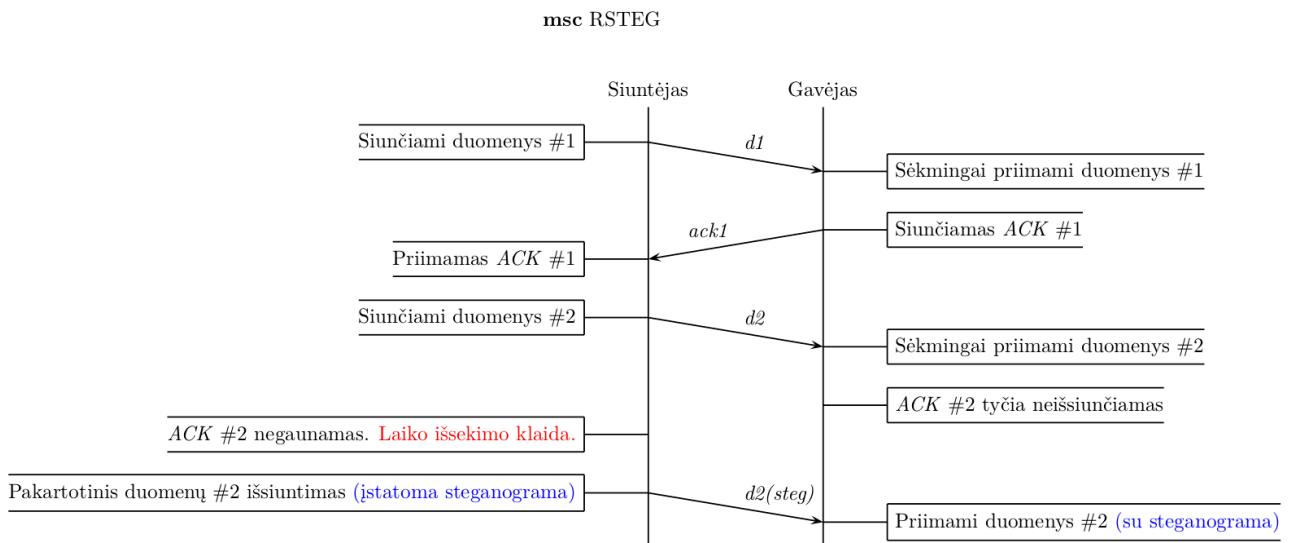 msc RSTEG
Siuntėjas
Gavėjas
Siunčiami duomenys #1
d1
Sėkmingai priimami duomenys #1
ack1
Siunčiamas ACK #1
Priimamas ACK #1
Siunčiami duomenys #2
d2
Sėkmingai priimami duomenys #2
ACK #2 tyčia neišsiunčiamas
ACK #2 negaunamas. Laiko išsekimo klaida.
Pakartotinis duomenų #2 išsiuntimas (įstatoma steganograma)
d2(steg)
Priimami duomenys #2 (su steganograma)